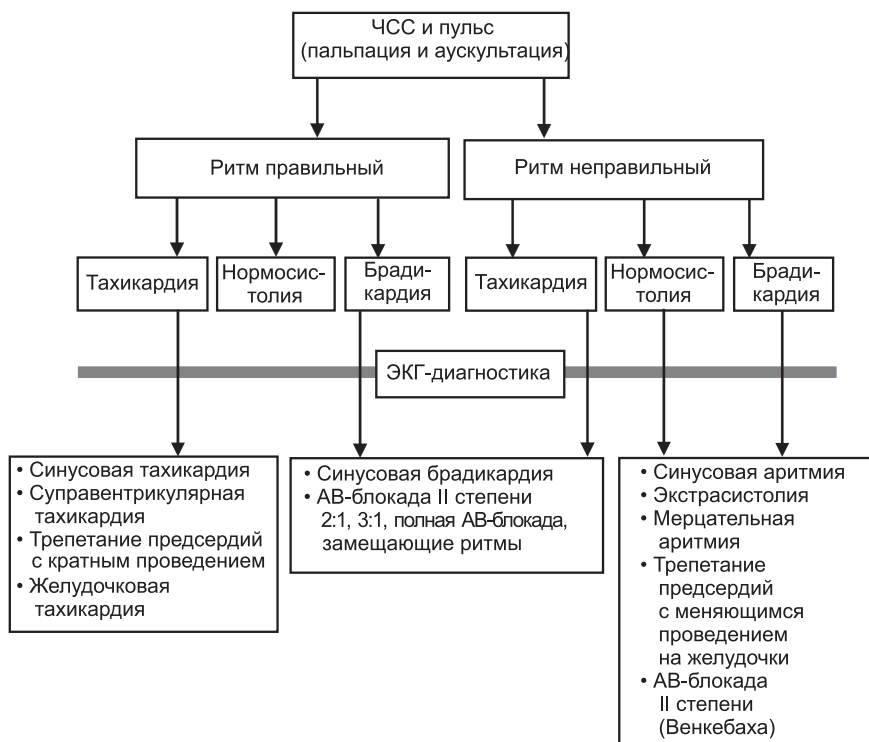 ЧСС и пульс
(пальпация и аускультация)
Ритм правильный
Ритм неправильный
Тахикардия
Нормосис-
толия
Бради-
кардия
Тахикардия
Нормосис-
толия
Бради-
кардия
ЭКГ-диагностика
• Синусовая тахикардия
• Суправентрикулярная
тахикардия
• Трепетание предсердий
с кратным проведением
• Желудочковая
тахикардия
• Синусовая брадикардия
• АВ-блокада II степени
2:1, 3:1, полная АВ-блокада,
замещающие ритмы
• Синусовая аритмия
• Экстрасистолия
• Мерцательная
аритмия
• Трепетание
предсердий
с меняющимся
проведением
на желудочки
• АВ-блокада
II степени
(Венкебаха)